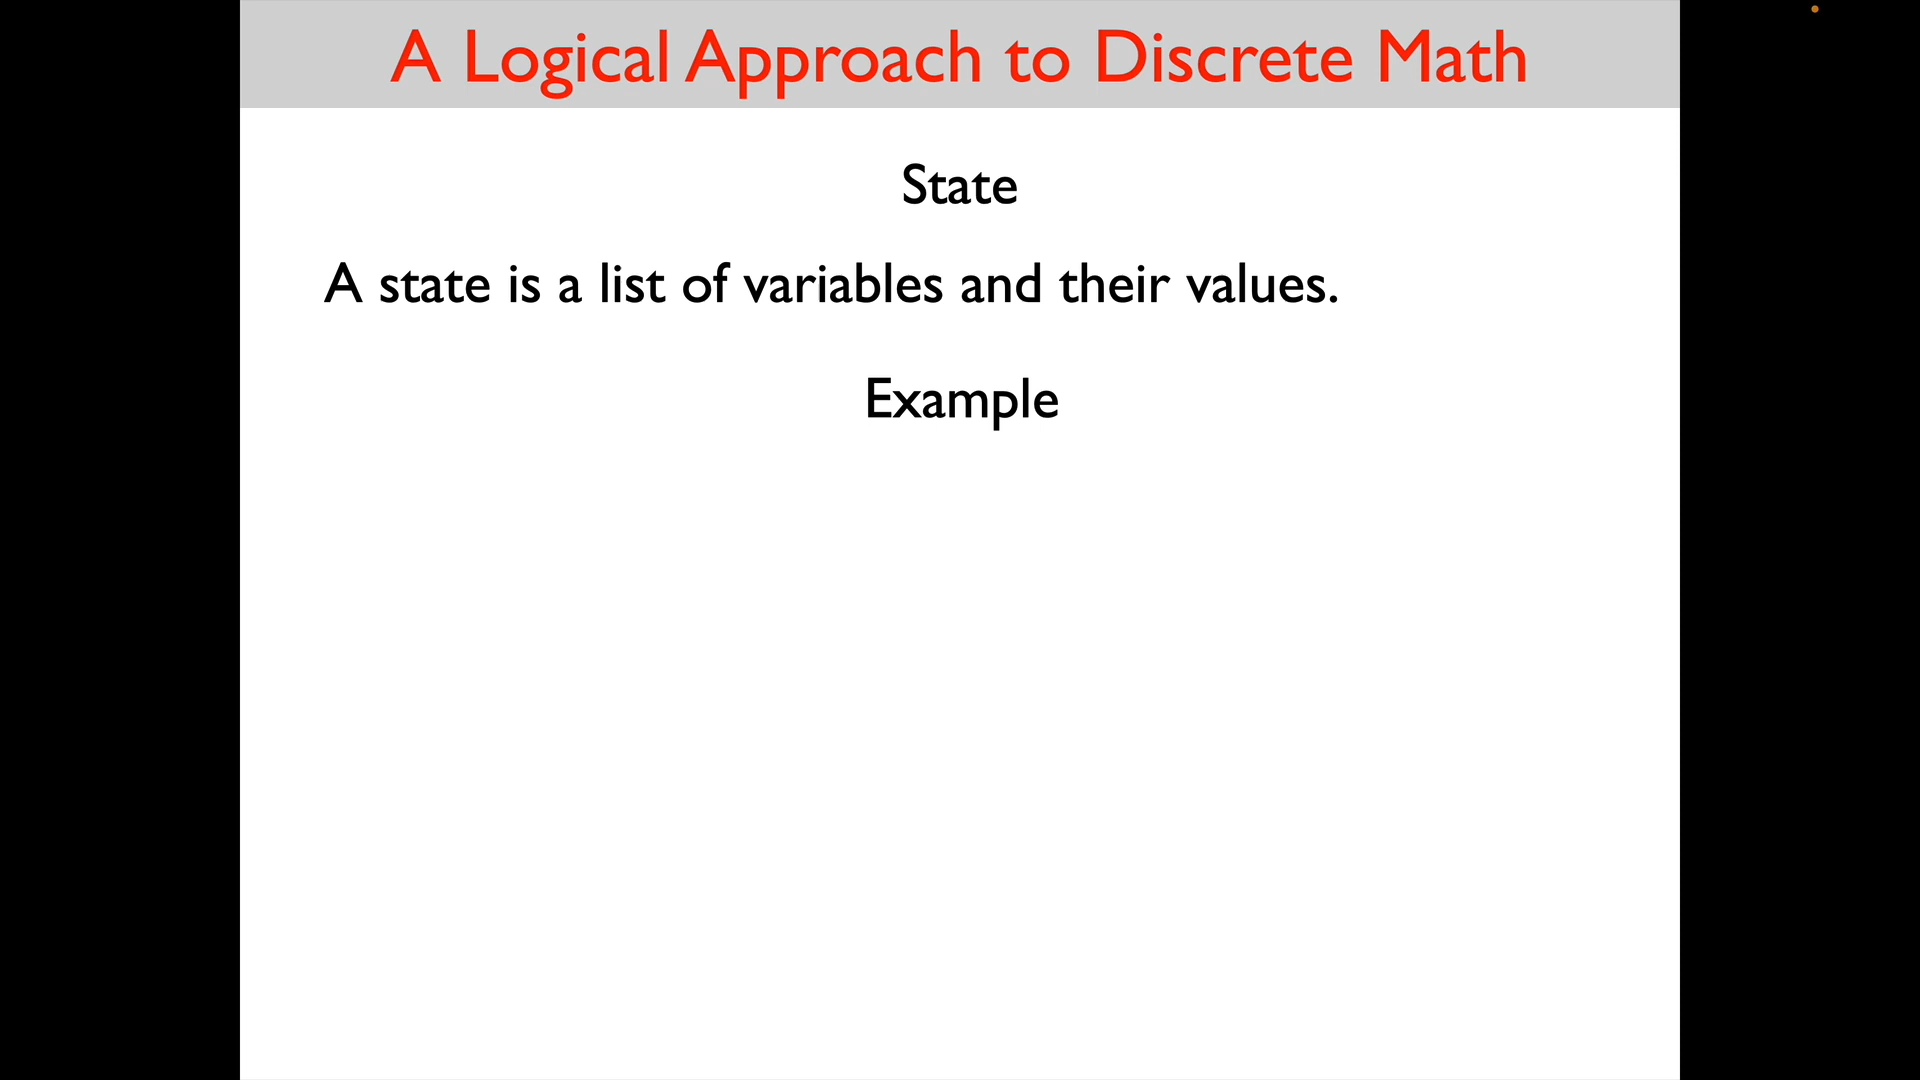 A Logical Approach to Discrete Math
State
A state is a list of variables and their values.
Example